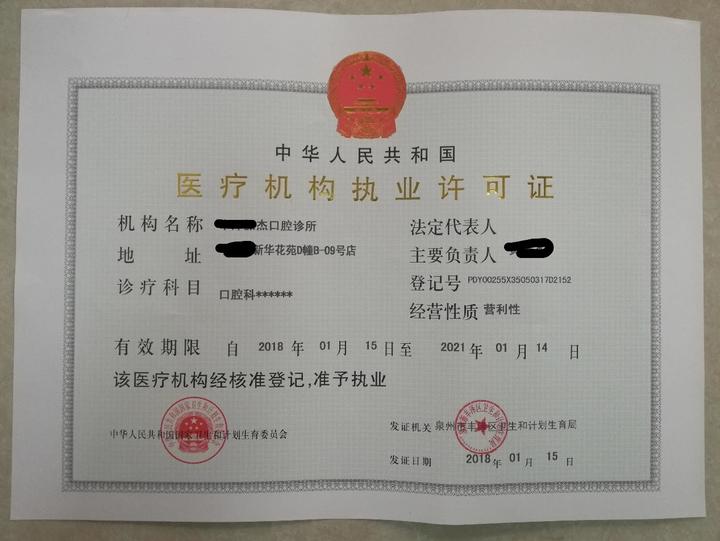 中华人民共和国
医疗机构执业许可证
机构名称 杰口腔诊所
地址 新华花苑D幢B-09号店
诊疗科目 口腔科******
法定代表人
主要负责人
登记号 PDY00255X35050317D2152
经营性质 营利性
有效期限 自 2018 年 01 月 15 日至 2021 年 01 月 14 日
该医疗机构经核准登记,准予执业
中华人民共和国国家卫生和计划生育委员会
发证机关 泉州市丰泽区卫生和计划生育局
发证日期 2018 年 01 月 15 日